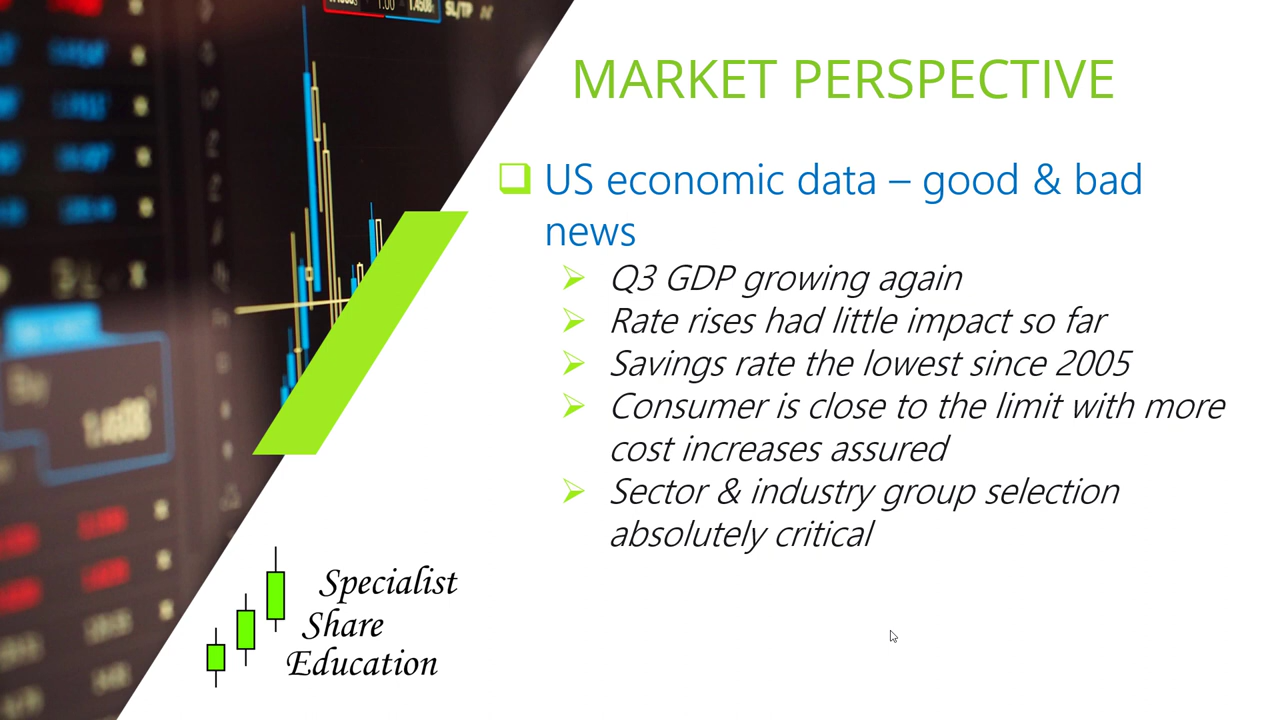 SL/TP
MARKET PERSPECTIVE
US economic data – good & bad
news
Q3 GDP growing again
Rate rises had little impact so far
Savings rate the lowest since 2005
Consumer is close to the limit with more
cost increases assured
Sector & industry group selection
absolutely critical
Specialist
Share
Education